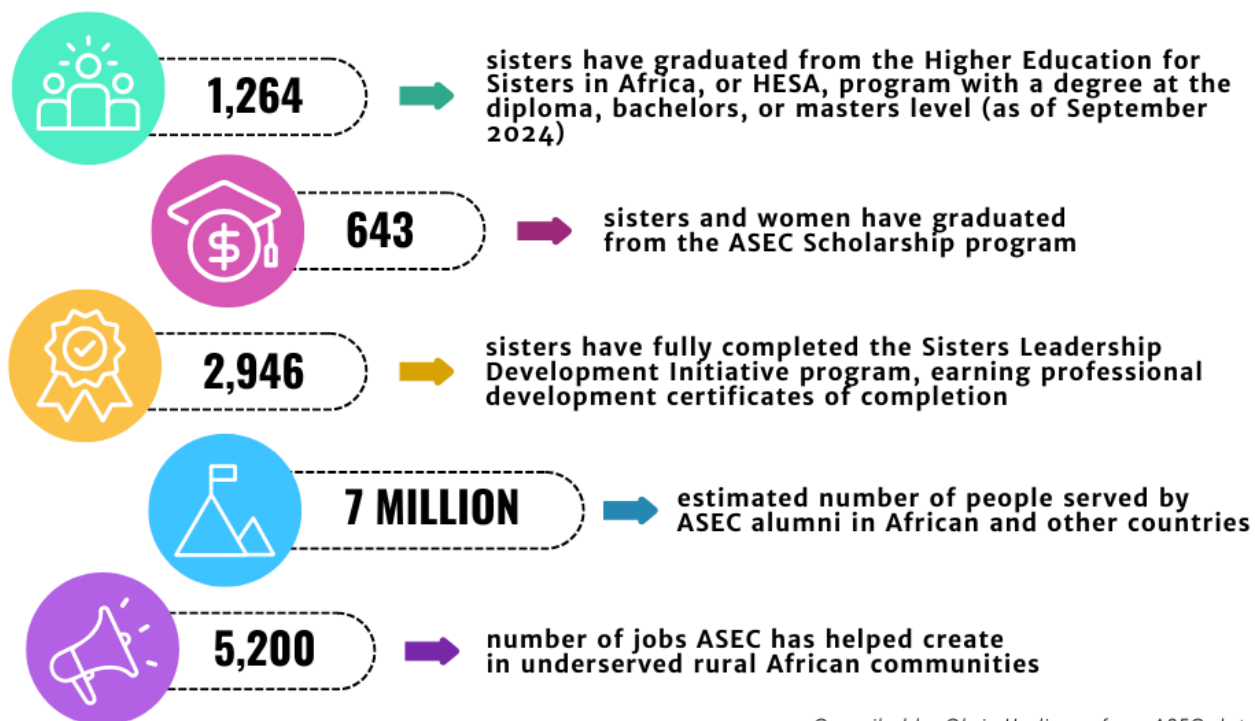 1,264
sisters have graduated from the Higher Education for
Sisters in Africa, or HESA, program with a degree at the
diploma, bachelors, or masters level (as of September
2024)
643
sisters and women have graduated
from the ASEC Scholarship program
2,946
sisters have fully completed the Sisters Leadership
Development Initiative program, earning professional
development certificates of completion
7 MILLION
estimated number of people served by
ASEC alumni in African and other countries
5,200
number of jobs ASEC has helped create
in underserved rural African communities